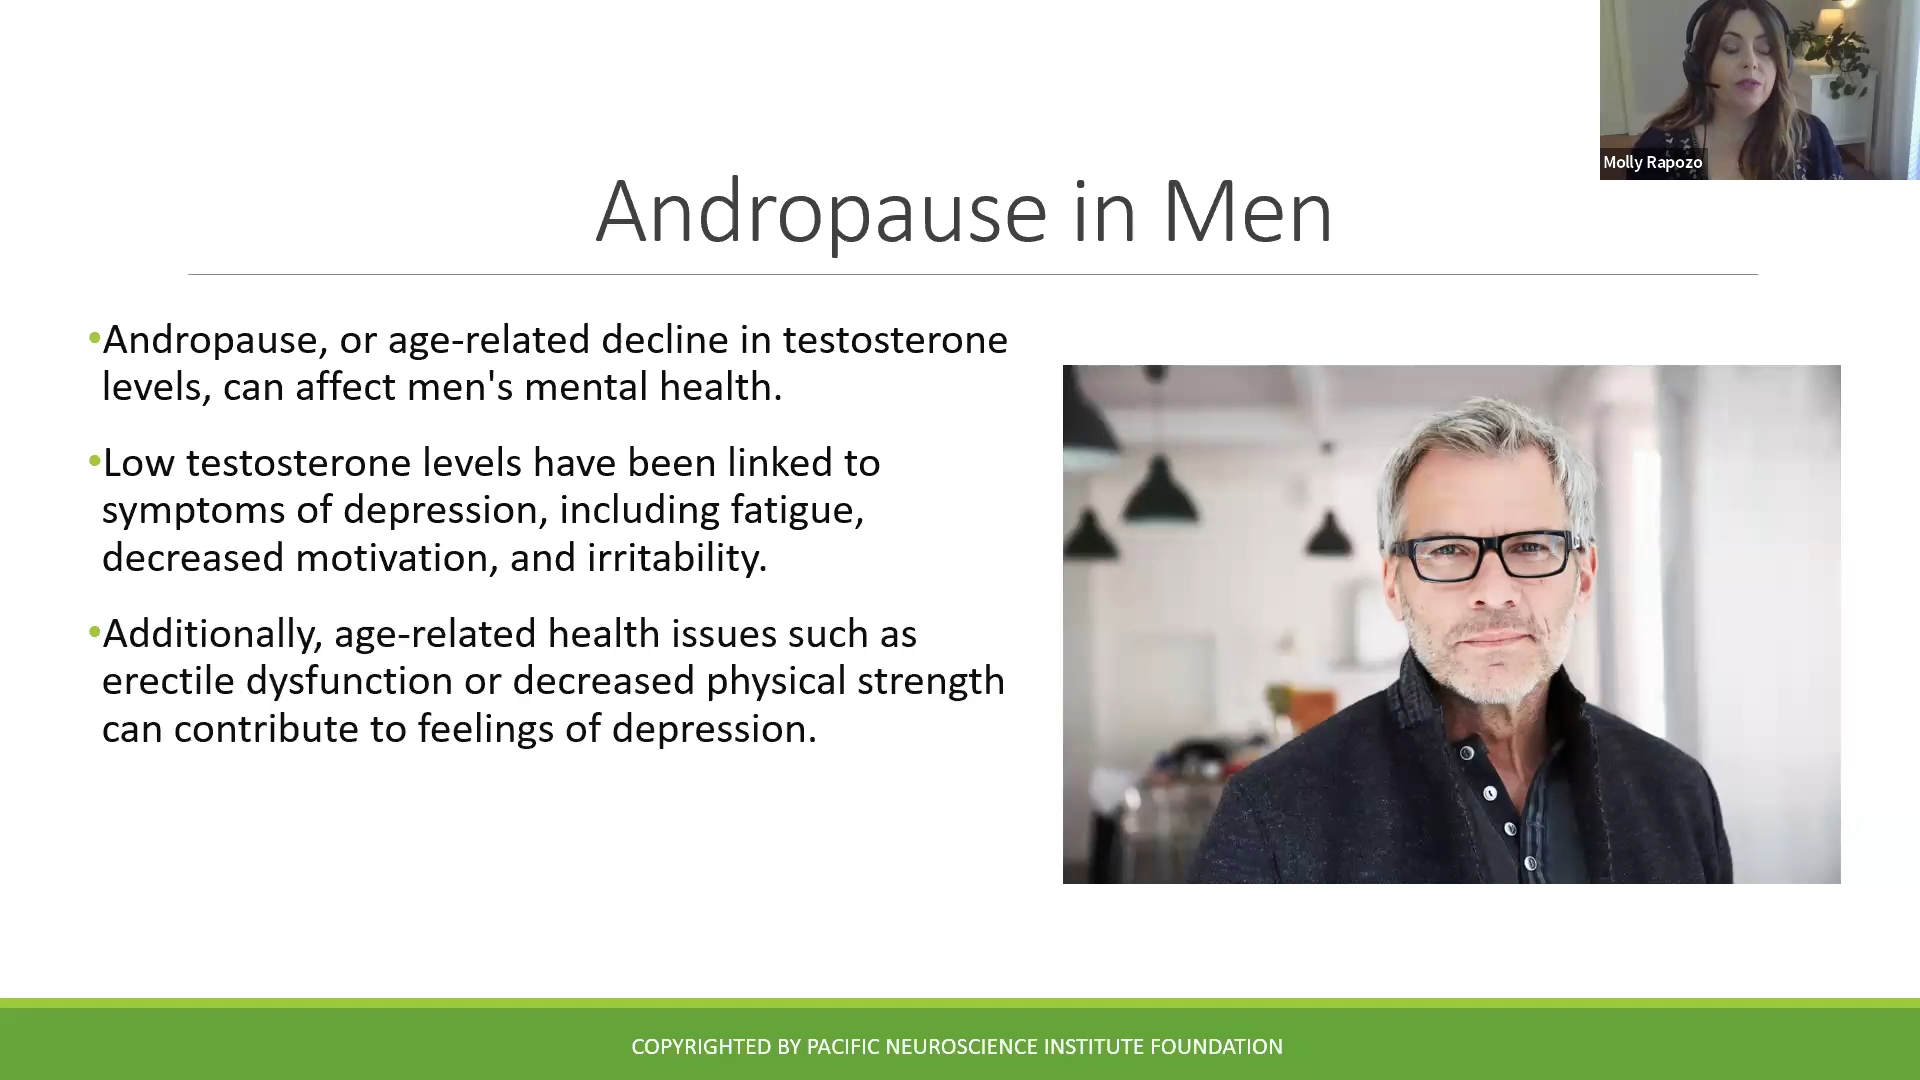 Molly Rapozo
Andropause in Men
•Andropause, or age-related decline in testosterone
levels, can affect men's mental health.
•Low testosterone levels have been linked to
symptoms of depression, including fatigue,
decreased motivation, and irritability.
•Additionally, age-related health issues such as
erectile dysfunction or decreased physical strength
can contribute to feelings of depression.
COPYRIGHTED BY PACIFIC NEUROSCIENCE INSTITUTE FOUNDATION